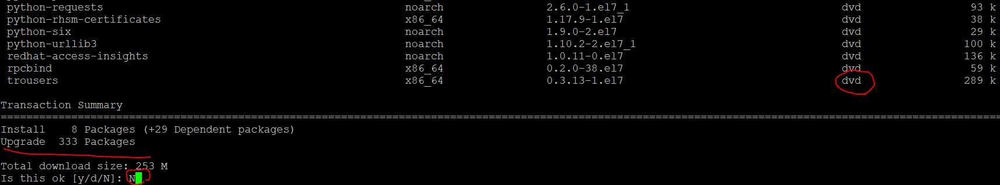 python-requests noarch 2.6.0-1.el7_1 dvd 93 k
python-rhsm-certificates x86_64 1.17.9-1.el7 dvd 38 k
python-six noarch 1.9.0-2.el7 dvd 29 k
python-urllib3 noarch 1.10.2-2.el7_1 dvd 100 k
redhat-access-insights noarch 1.0.11-0.el7 dvd 136 k
rpcbind x86_64 0.2.0-38.el7 dvd 59 k
trousers x86_64 0.3.13-1.el7 dvd 289 k
Transaction Summary
Install 8 Packages (+29 Dependent packages)
Upgrade 333 Packages
Total download size: 253 M
Is this ok [y/d/N]: N